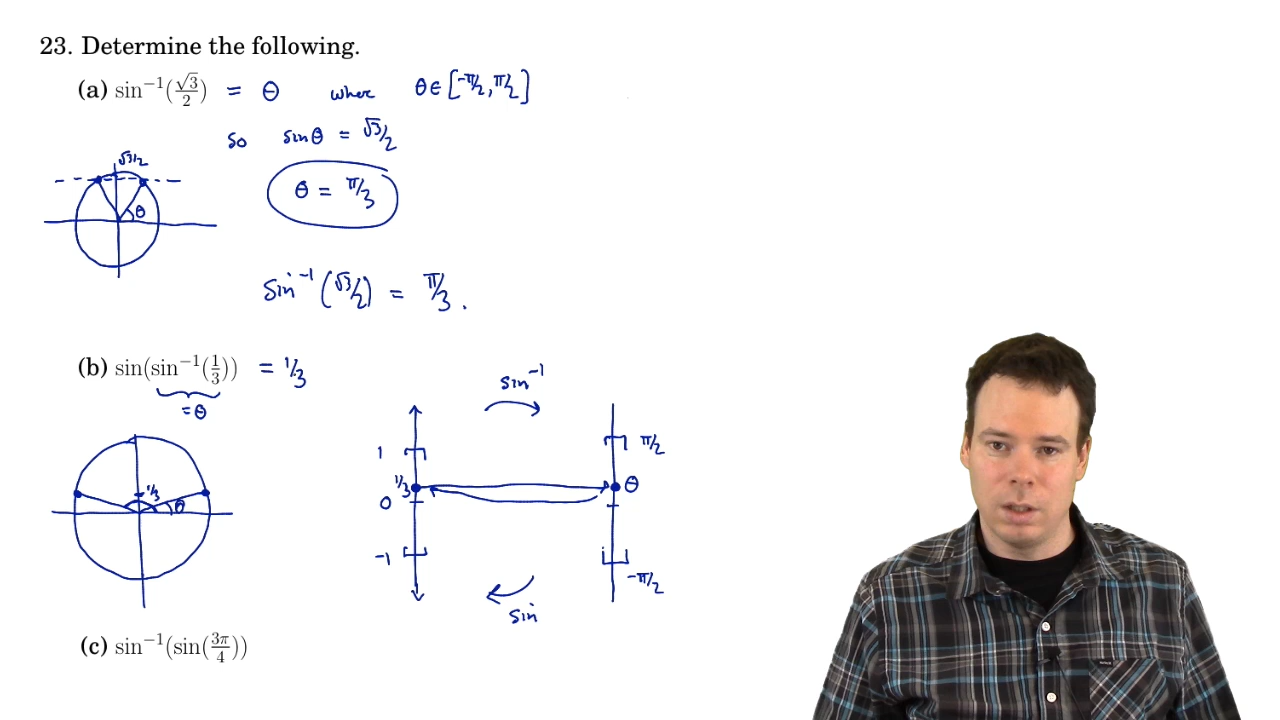 23. Determine the following.
(a) sin⁻¹(√3/2) = θ where θ ∈ [-π/2, π/2]
so sinθ = √3/2
√3/2
θ = π/3
θ
sin⁻¹(√3/2) = π/3.
(b) sin(sin⁻¹(1/3)) = 1/3
= θ
sin⁻¹
1 π/2
1/3 θ
1/3 θ
0
-1 -π/2
sin
(c) sin⁻¹(sin(3π/4))